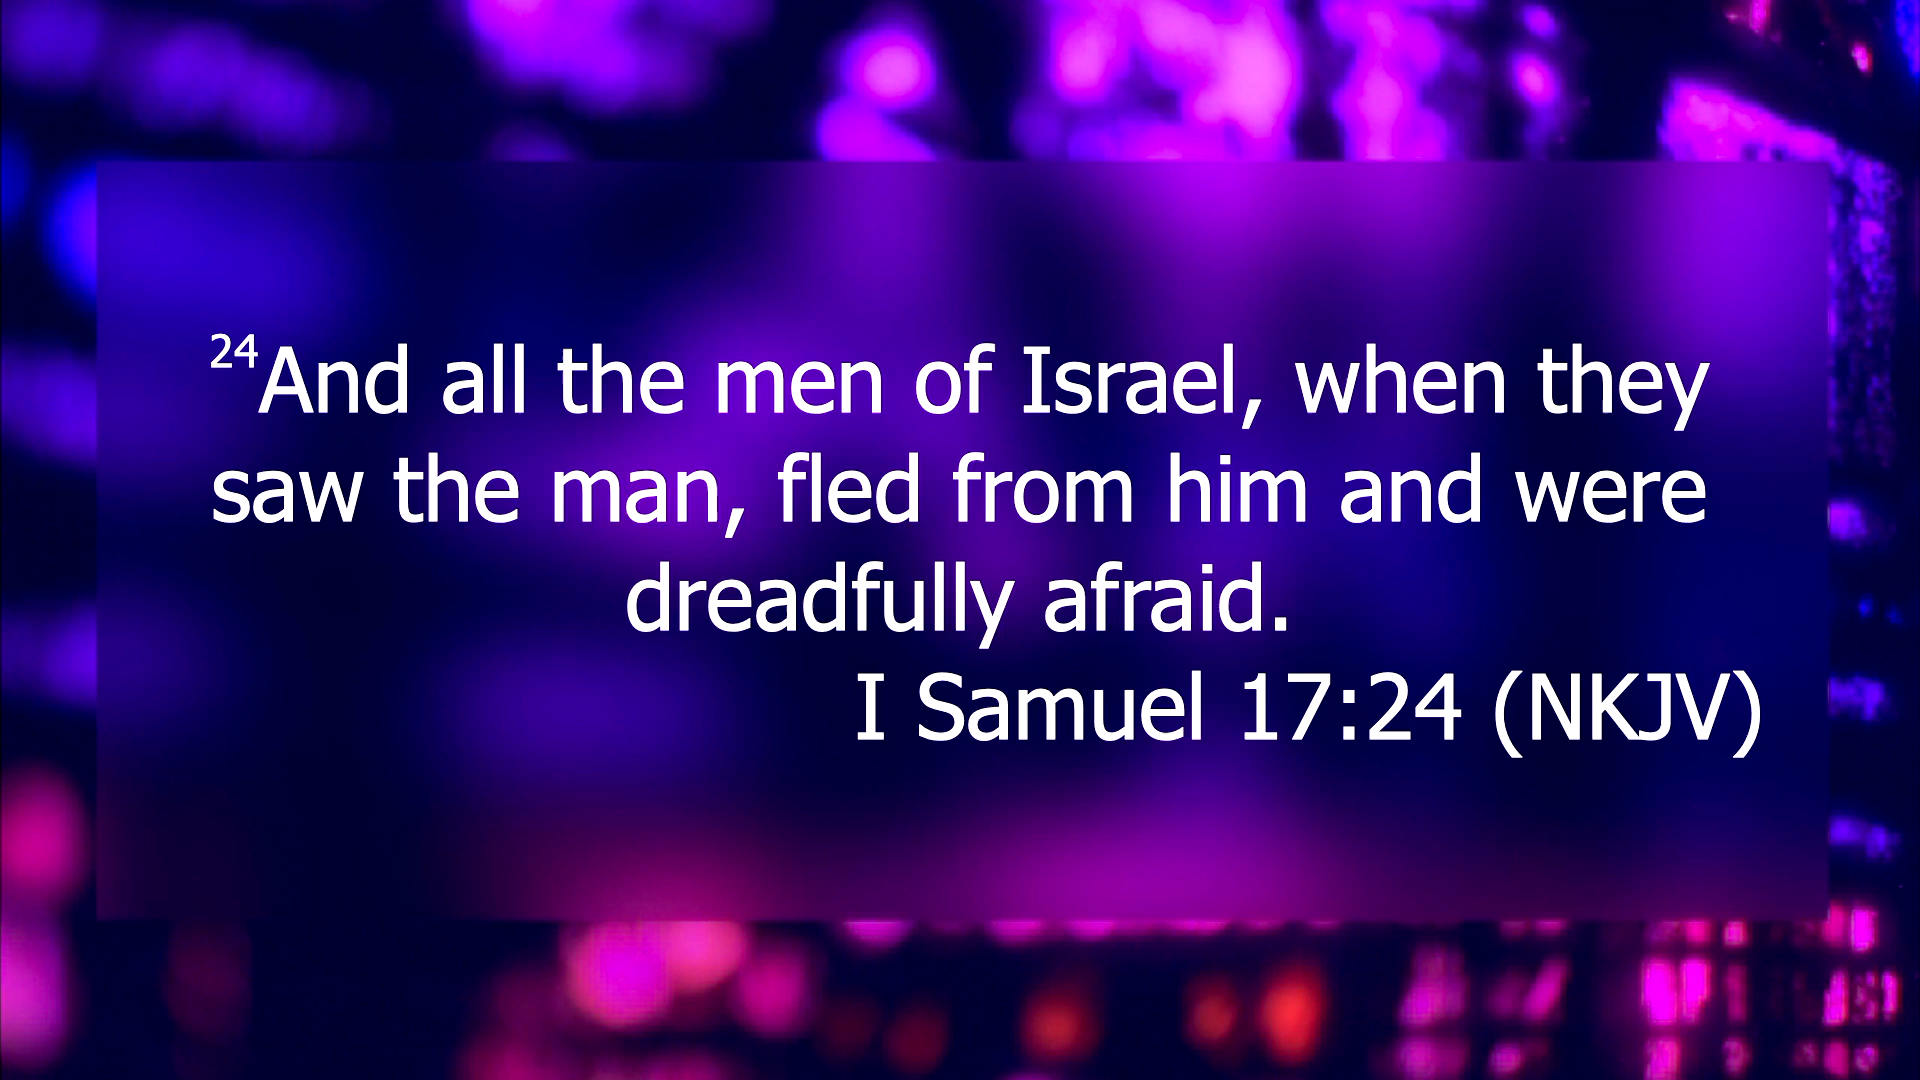 24And all the men of Israel, when they
saw the man, fled from him and were
dreadfully afraid.
I Samuel 17:24 (NKJV)